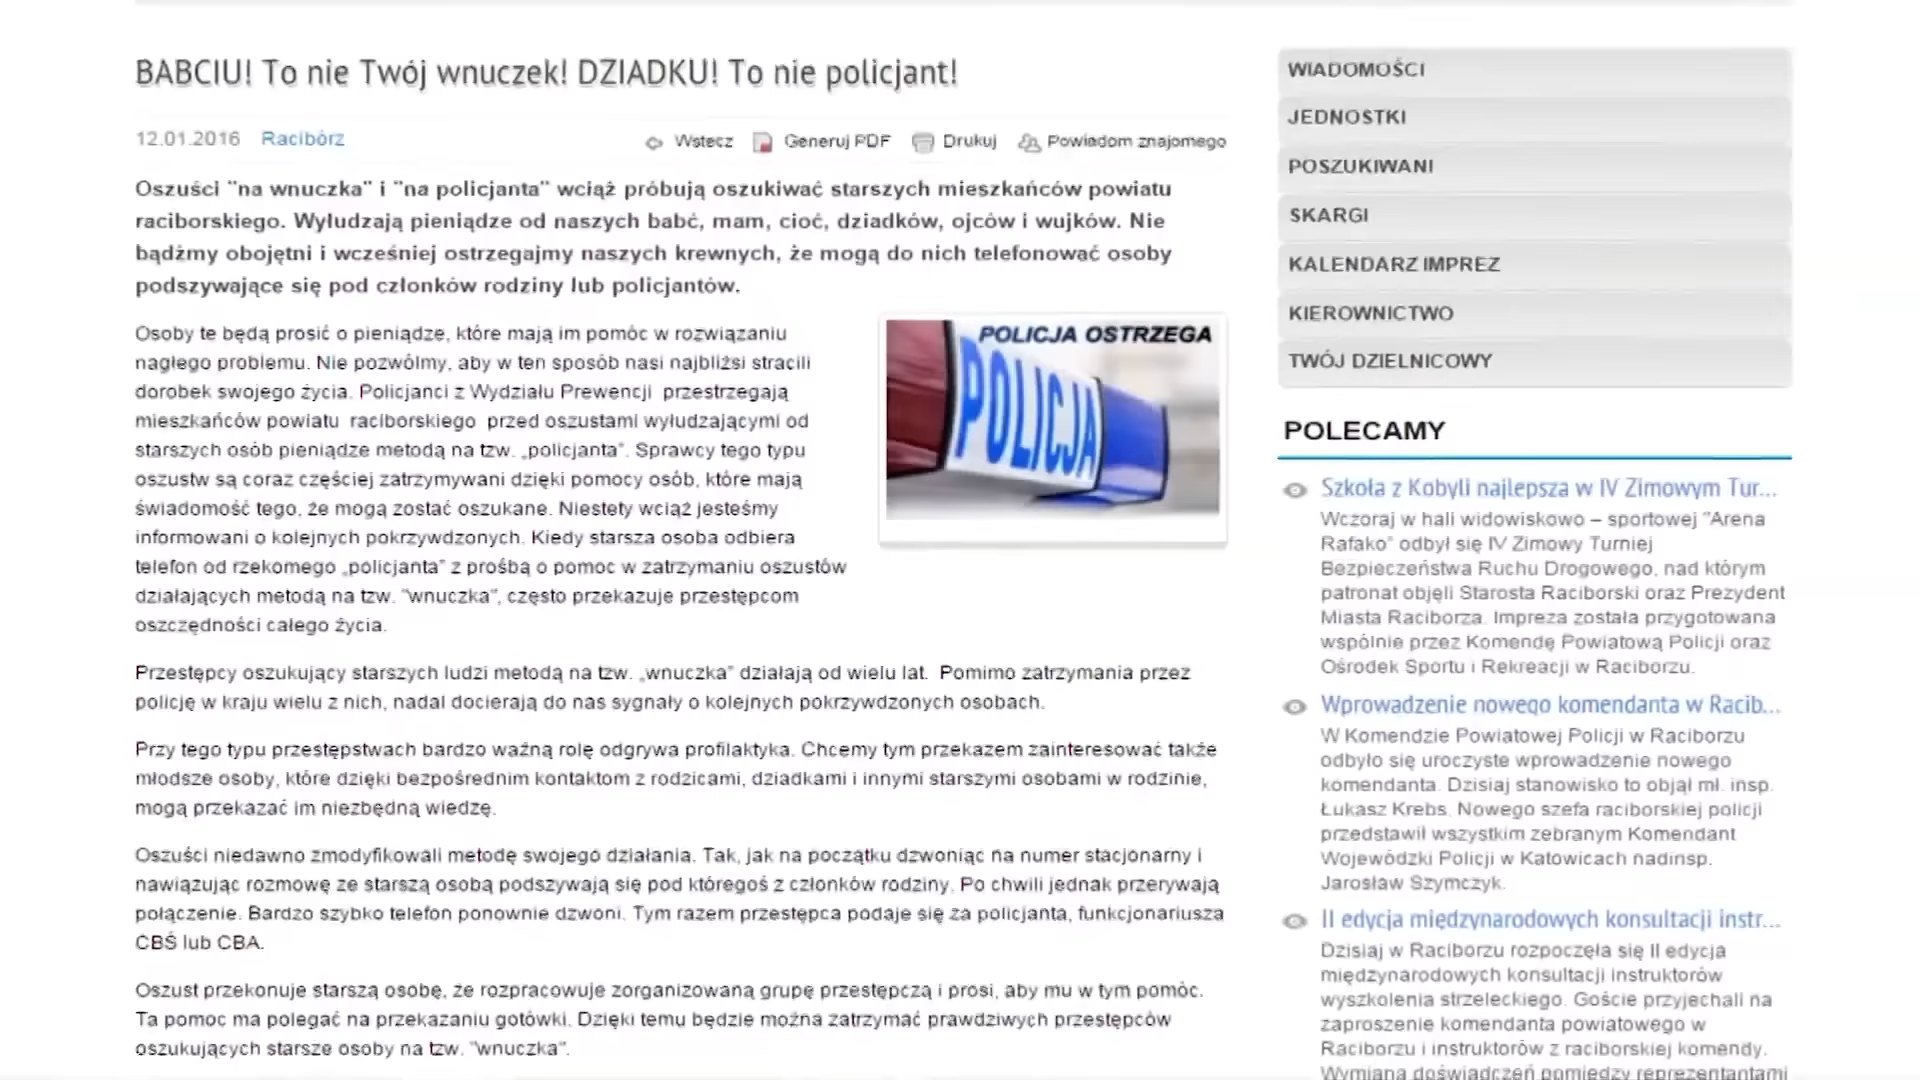 BABCIU! To nie Twój wnuczek! DZIADKU! To nie policjant!
12.01.2016 Racibórz
Wstecz Generuj PDF Drukuj Powiadom znajomego
Oszuści "na wnuczka" i "na policjanta" wciąż próbują oszukiwać starszych mieszkańców powiatu
raciborskiego. Wyłudzają pieniądze od naszych babć, mam, cioć, dziadków, ojców i wujków. Nie
bądźmy obojętni i wcześniej ostrzegajmy naszych krewnych, że mogą do nich telefonować osoby
podszywające się pod członków rodziny lub policjantów.
Osoby te będą prosić o pieniądze, które mają im pomóc w rozwiązaniu
nagłego problemu. Nie pozwólmy, aby w ten sposób nasi najbliżsi stracili
dorobek swojego życia. Policjanci z Wydziału Prewencji przestrzegają
mieszkańców powiatu raciborskiego przed oszustami wyłudzającymi od
starszych osób pieniądze metodą na tzw. „policjanta”. Sprawcy tego typu
oszustw są coraz częściej zatrzymywani dzięki pomocy osób, które mają
świadomość tego, że mogą zostać oszukane. Niestety wciąż jesteśmy
informowani o kolejnych pokrzywdzonych. Kiedy starsza osoba odbiera
telefon od rzekomego „policjanta” z prośbą o pomoc w zatrzymaniu oszustów
działających metodą na tzw. "wnuczka", często przekazuje przestępcom
oszczędności całego życia.
POLICJA OSTRZEGA
POLICJA
Przestępcy oszukujący starszych ludzi metodą na tzw. „wnuczka” działają od wielu lat. Pomimo zatrzymania przez
policję w kraju wielu z nich, nadal docierają do nas sygnały o kolejnych pokrzywdzonych osobach.
Przy tego typu przestępstwach bardzo ważną rolę odgrywa profilaktyka. Chcemy tym przekazem zainteresować także
młodsze osoby, które dzięki bezpośrednim kontaktom z rodzicami, dziadkami i innymi starszymi osobami w rodzinie,
mogą przekazać im niezbędną wiedzę.
Oszuści niedawno zmodyfikowali metodę swojego działania. Tak, jak na początku dzwoniąc na numer stacjonarny i
nawiązując rozmowę ze starszą osobą podszywają się pod któregoś z członków rodziny. Po chwili jednak przerywają
połączenie. Bardzo szybko telefon ponownie dzwoni. Tym razem przestępca podaje się za policjanta, funkcjonariusza
CBŚ lub CBA.
Oszust przekonuje starszą osobę, że rozpracowuje zorganizowaną grupę przestępczą i prosi, aby mu w tym pomóc.
Ta pomoc ma polegać na przekazaniu gotówki. Dzięki temu będzie można zatrzymać prawdziwych przestępców
oszukujących starsze osoby na tzw. "wnuczka".
WIADOMOŚCI
JEDNOSTKI
POSZUKIWANI
SKARGI
KALENDARZ IMPREZ
KIEROWNICTWO
TWÓJ DZIELNICOWY
POLECAMY
Szkoła z Kobyli najlepsza w IV Zimowym Tur...
Wczoraj w hali widowiskowo – sportowej "Arena
Rafako" odbył się IV Zimowy Turniej
Bezpieczeństwa Ruchu Drogowego, nad którym
patronat objęli Starosta Raciborski oraz Prezydent
Miasta Raciborza. Impreza została przygotowana
wspólnie przez Komendę Powiatową Policji oraz
Ośrodek Sportu i Rekreacji w Raciborzu.
Wprowadzenie nowego komendanta w Racib...
W Komendzie Powiatowej Policji w Raciborzu
odbyło się uroczyste wprowadzenie nowego
komendanta. Dzisiaj stanowisko to objął mł. insp.
Łukasz Krebs. Nowego szefa raciborskiej policji
przedstawił wszystkim zebranym Komendant
Wojewódzki Policji w Katowicach nadinsp.
Jarosław Szymczyk.
II edycja międzynarodowych konsultacji instr...
Dzisiaj w Raciborzu rozpoczęła się II edycja
międzynarodowych konsultacji instruktorów
wyszkolenia strzeleckiego. Goście przyjechali na
zaproszenie komendanta powiatowego w
Raciborzu i instruktorów z raciborskiej komendy.
Wymiana doświadczeń pomiędzy reprezentantami